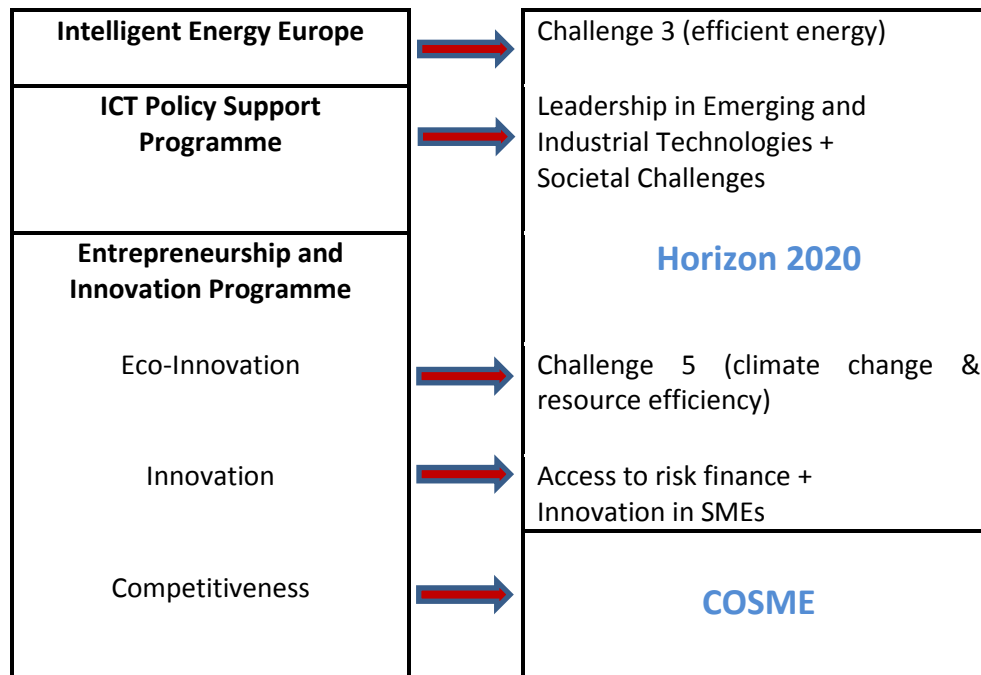 Intelligent Energy Europe
Challenge 3 (efficient energy)
ICT Policy Support
Programme
Leadership in Emerging and
Industrial Technologies +
Societal Challenges
Entrepreneurship and
Innovation Programme
Horizon 2020
Eco-Innovation
Challenge 5 (climate change &
resource efficiency)
Innovation
Access to risk finance +
Innovation in SMEs
Competitiveness
COSME